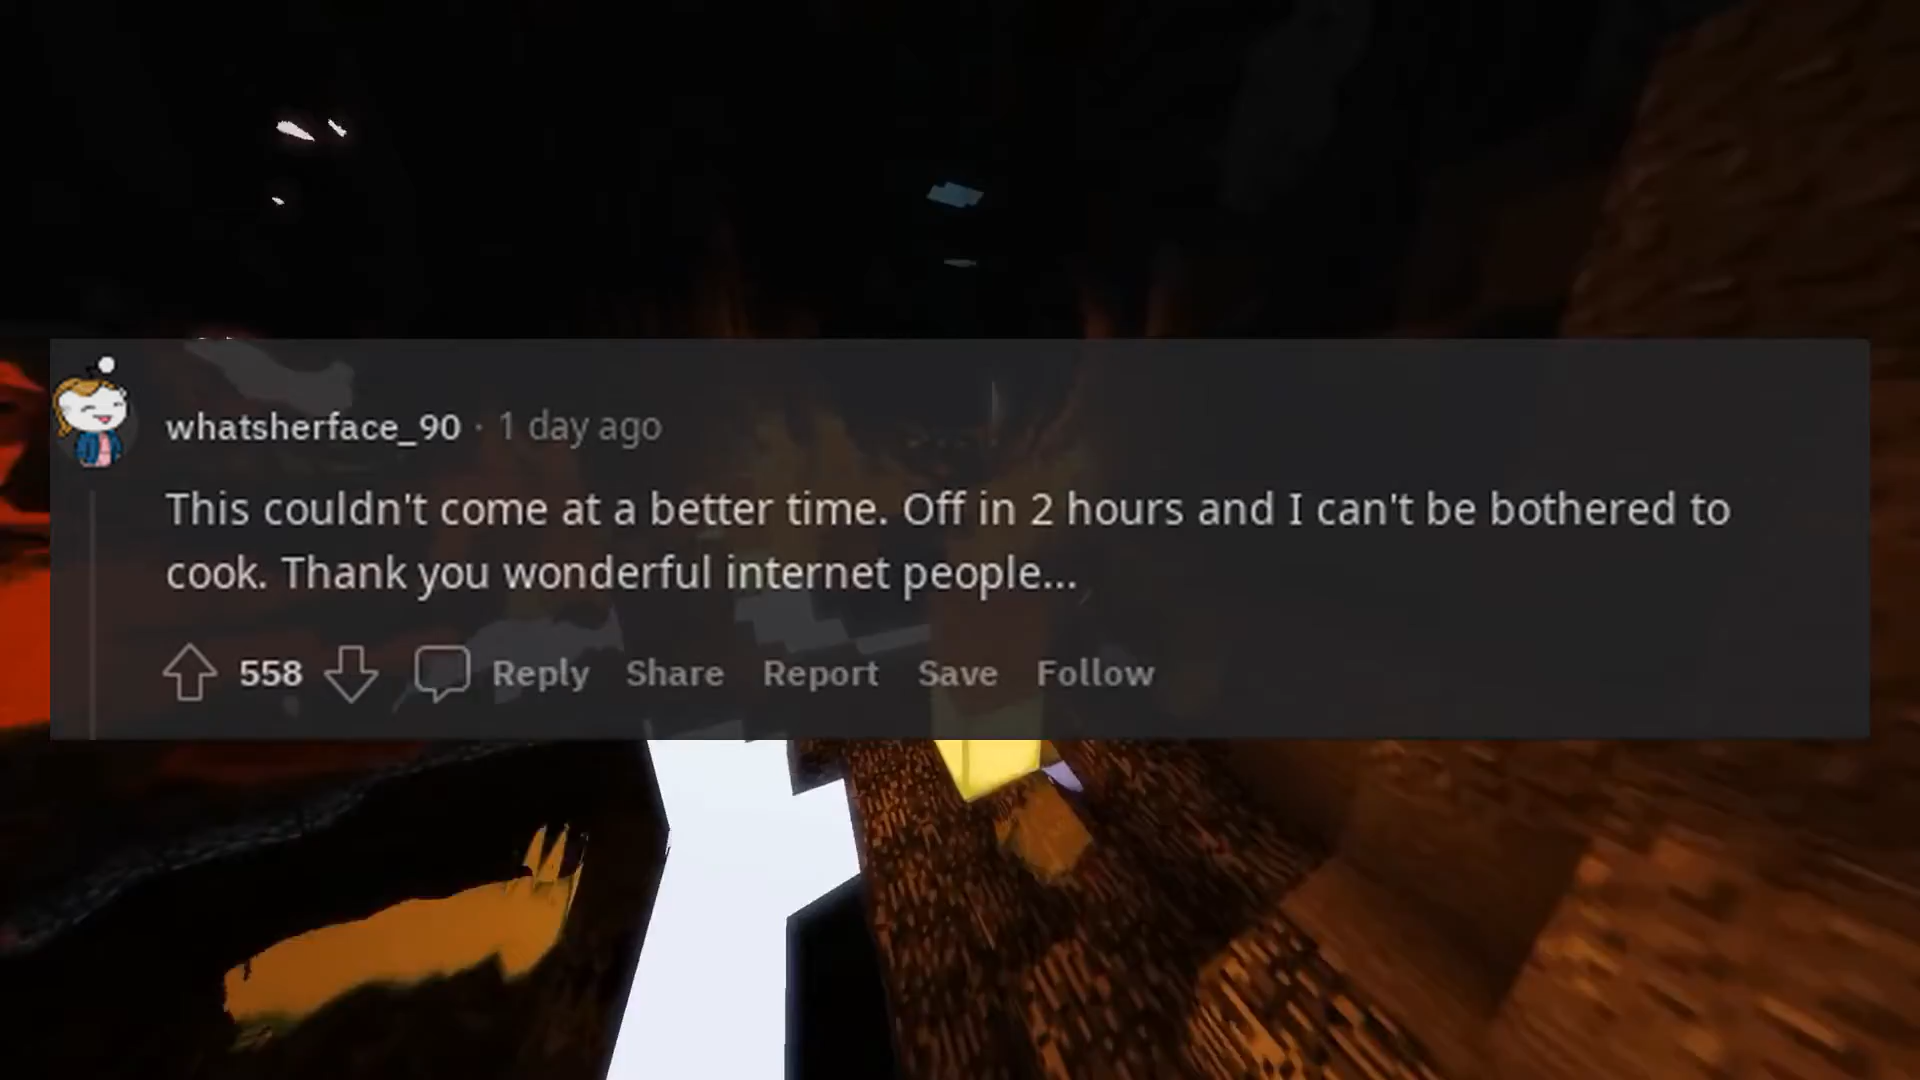 whatsherface_90 · 1 day ago
This couldn't come at a better time. Off in 2 hours and I can't be bothered to
cook. Thank you wonderful internet people...
558 Reply Share Report Save Follow